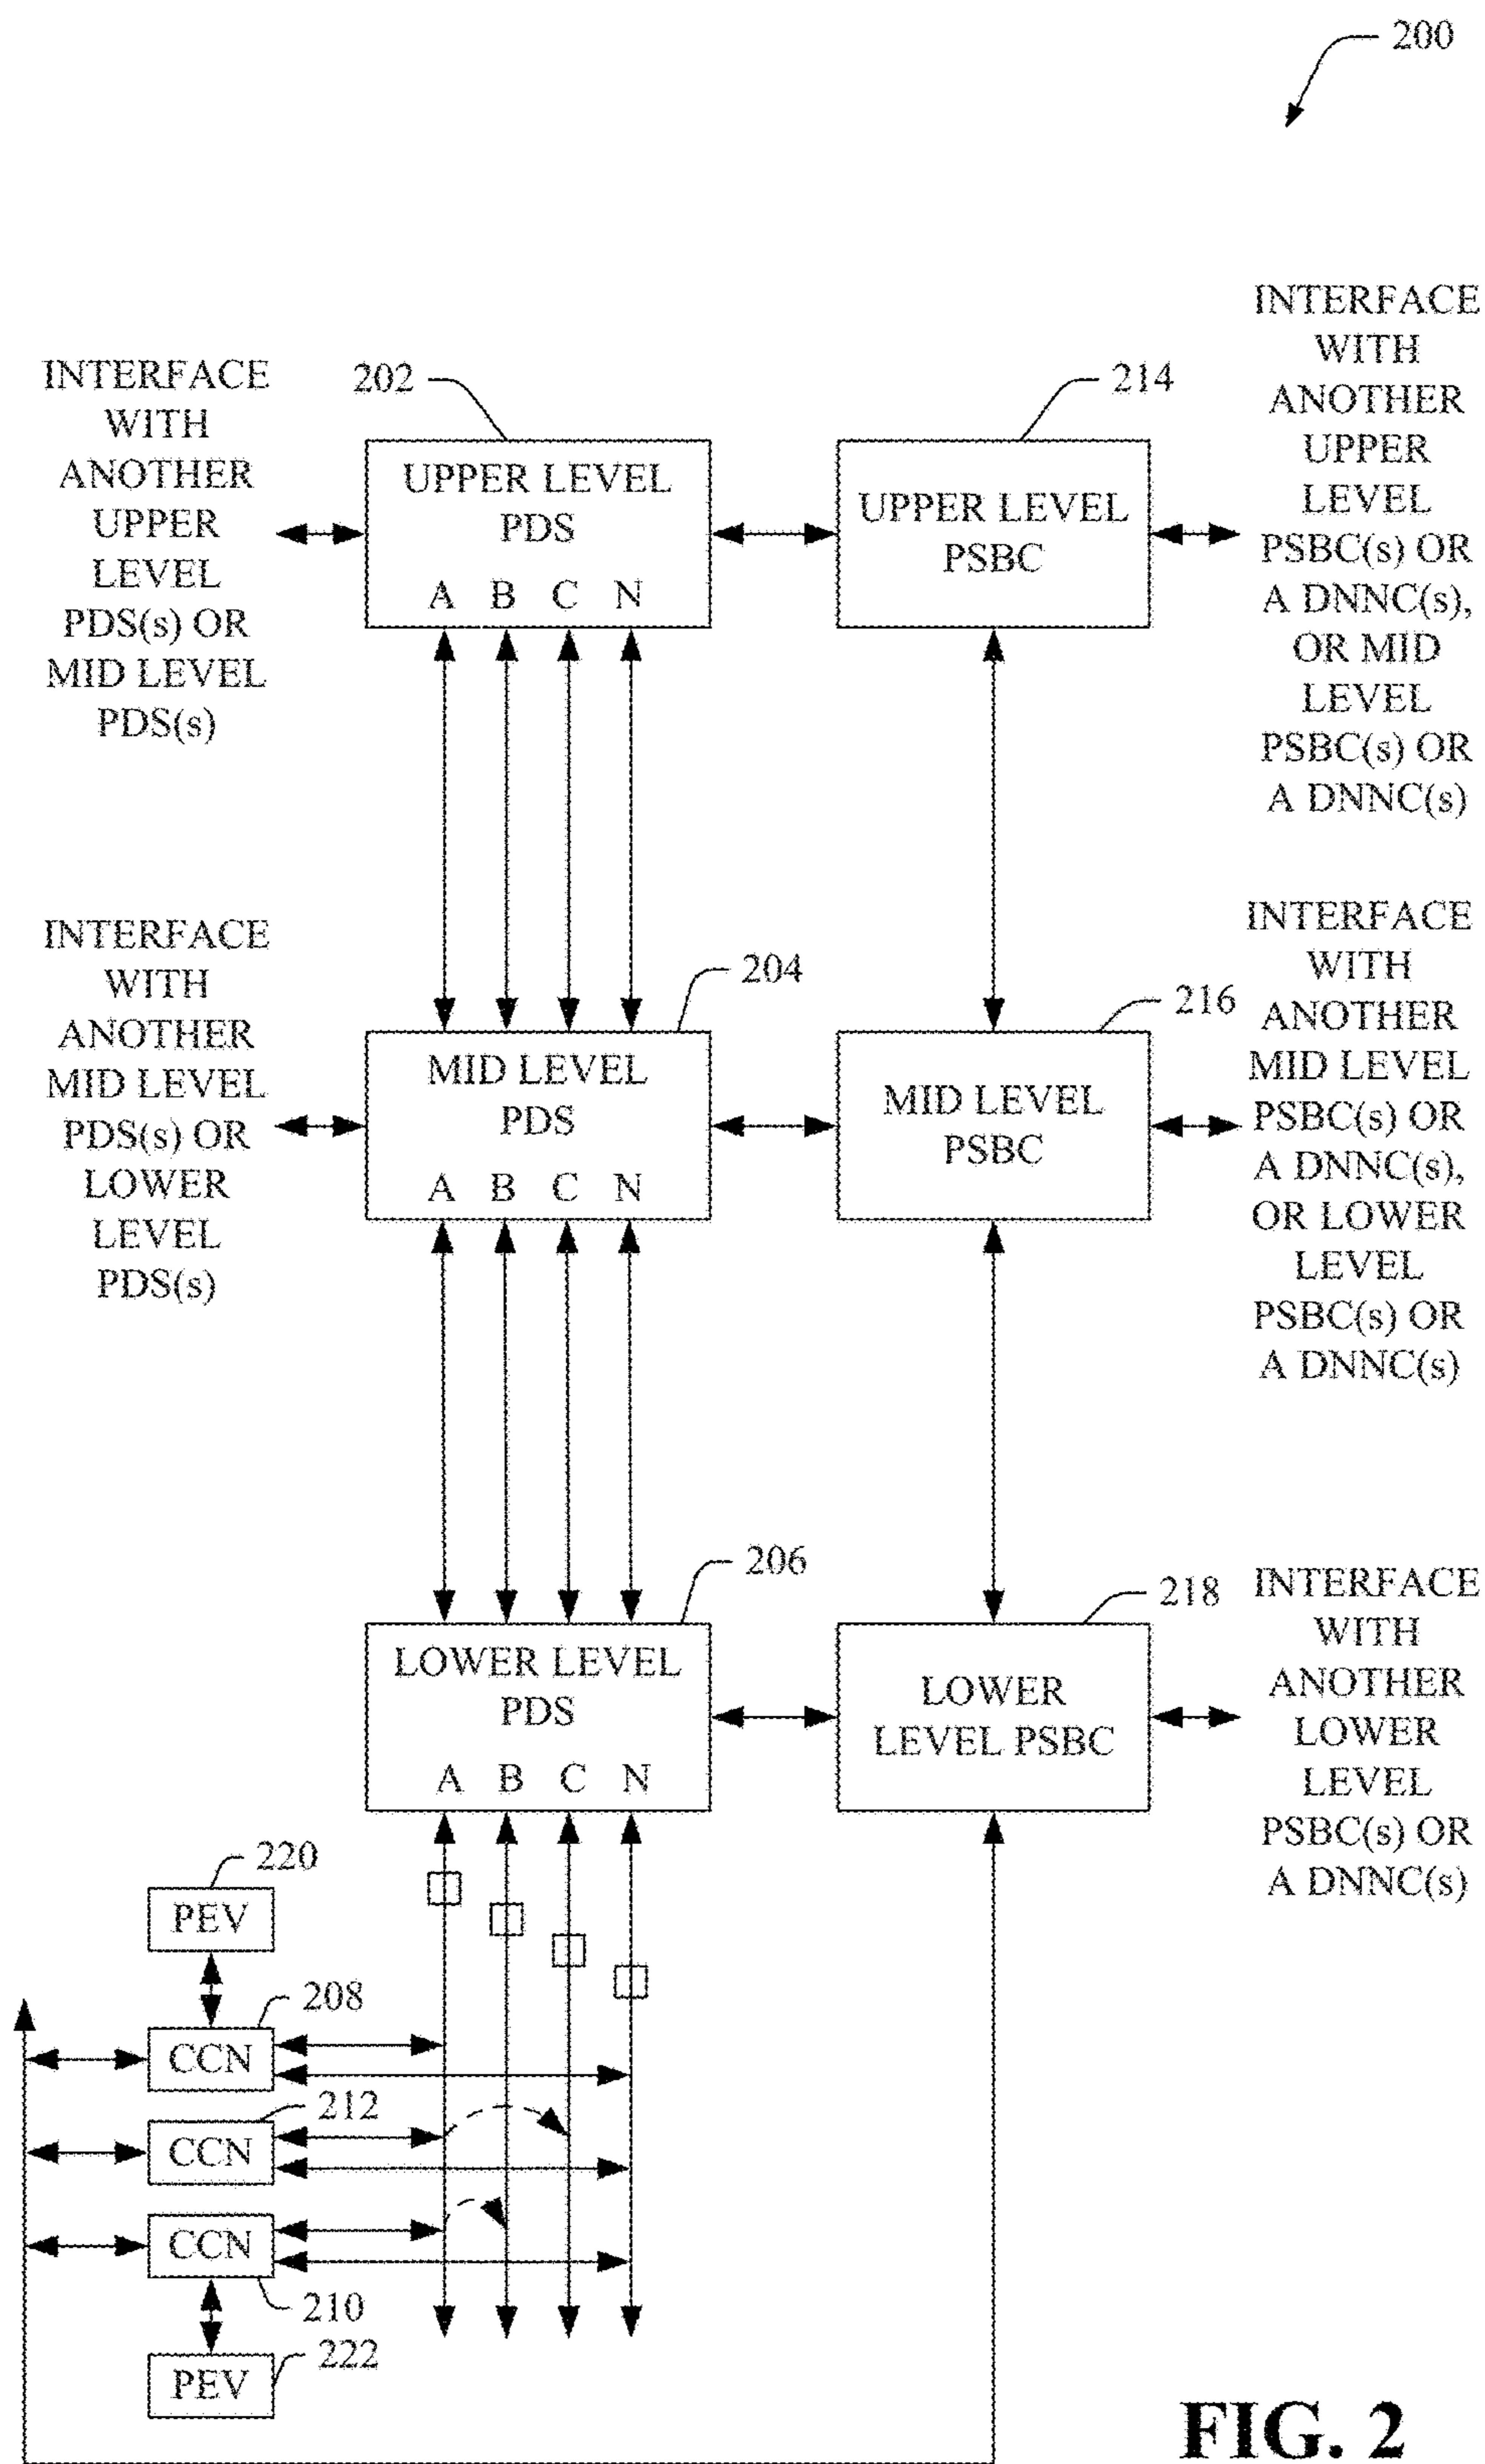 200
INTERFACE
WITH
ANOTHER
UPPER
LEVEL
PDS(s) OR
MID LEVEL
PDS(s)
202
UPPER LEVEL
PDS
A B C N
214
UPPER LEVEL
PSBC
INTERFACE
WITH
ANOTHER
UPPER
LEVEL
PSBC(s) OR
A DNNC(s),
OR MID
LEVEL
PSBC(s) OR
A DNNC(s)
INTERFACE
WITH
ANOTHER
MID LEVEL
PDS(s) OR
LOWER
LEVEL
PDS(s)
204
MID LEVEL
PDS
A B C N
216
MID LEVEL
PSBC
INTERFACE
WITH
ANOTHER
MID LEVEL
PSBC(s) OR
A DNNC(s),
OR LOWER
LEVEL
PSBC(s) OR
A DNNC(s)
206
LOWER LEVEL
PDS
A B C N
218
LOWER
LEVEL PSBC
INTERFACE
WITH
ANOTHER
LOWER
LEVEL
PSBC(s) OR
A DNNC(s)
220
PEV
208
CCN
212
CCN
CCN
210
222
PEV
FIG. 2